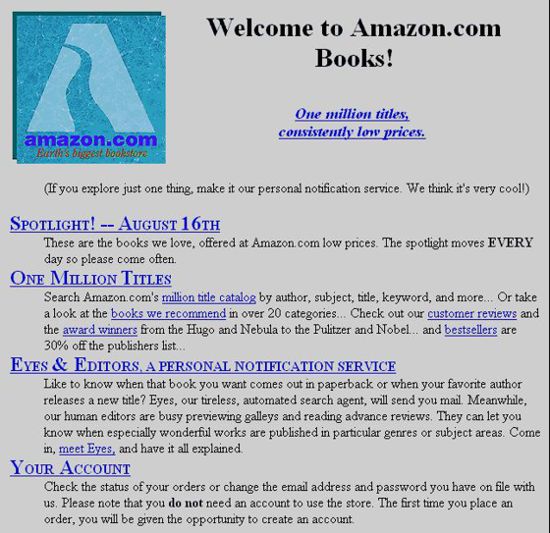 amazon.com
Earth's biggest bookstore
Welcome to Amazon.com
Books!
One million titles,
consistently low prices.
(If you explore just one thing, make it our personal notification service. We think it's very cool!)
SPOTLIGHT! -- AUGUST 16TH
These are the books we love, offered at Amazon.com low prices. The spotlight moves EVERY
day so please come often.
ONE MILLION TITLES
Search Amazon.com's million title catalog by author, subject, title, keyword, and more... Or take
a look at the books we recommend in over 20 categories... Check out our customer reviews and
the award winners from the Hugo and Nebula to the Pulitzer and Nobel... and bestsellers are
30% off the publishers list...
EYES & EDITORS, A PERSONAL NOTIFICATION SERVICE
Like to know when that book you want comes out in paperback or when your favorite author
releases a new title? Eyes, our tireless, automated search agent, will send you mail. Meanwhile,
our human editors are busy previewing galleys and reading advance reviews. They can let you
know when especially wonderful works are published in particular genres or subject areas. Come
in, meet Eyes, and have it all explained.
YOUR ACCOUNT
Check the status of your orders or change the email address and password you have on file with
us. Please note that you do not need an account to use the store. The first time you place an
order, you will be given the opportunity to create an account.